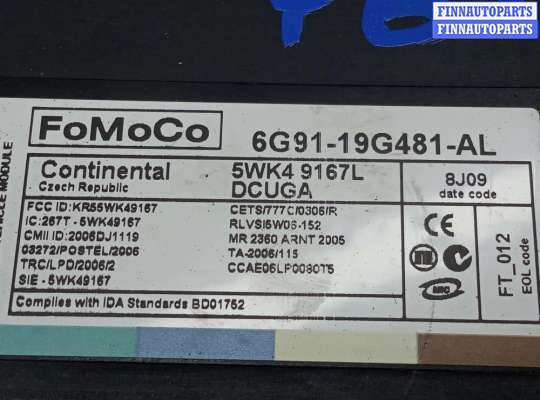 FINNAUTOPARTS
FINNAUTOPARTS
FoMoCo
6G91-19G481-AL
Continental
Czech Republic
5WK4 9167L
DCUGA
8J09
date code
FCC ID:KR55WK49167
IC:267T - 5WK49167
CMII ID:2006DJ1119
03272/POSTEL/2006
TRC/LPD/2006/2
SIE - 5WK49167
CETS/777C/0306/R
RLVSI5W06-152
MR 2360 ARNT 2005
TA-2006/115
CCAE06LP0080T5
CE
FT_012
EOL code
Complies with IDA Standards BD01752
MODULE